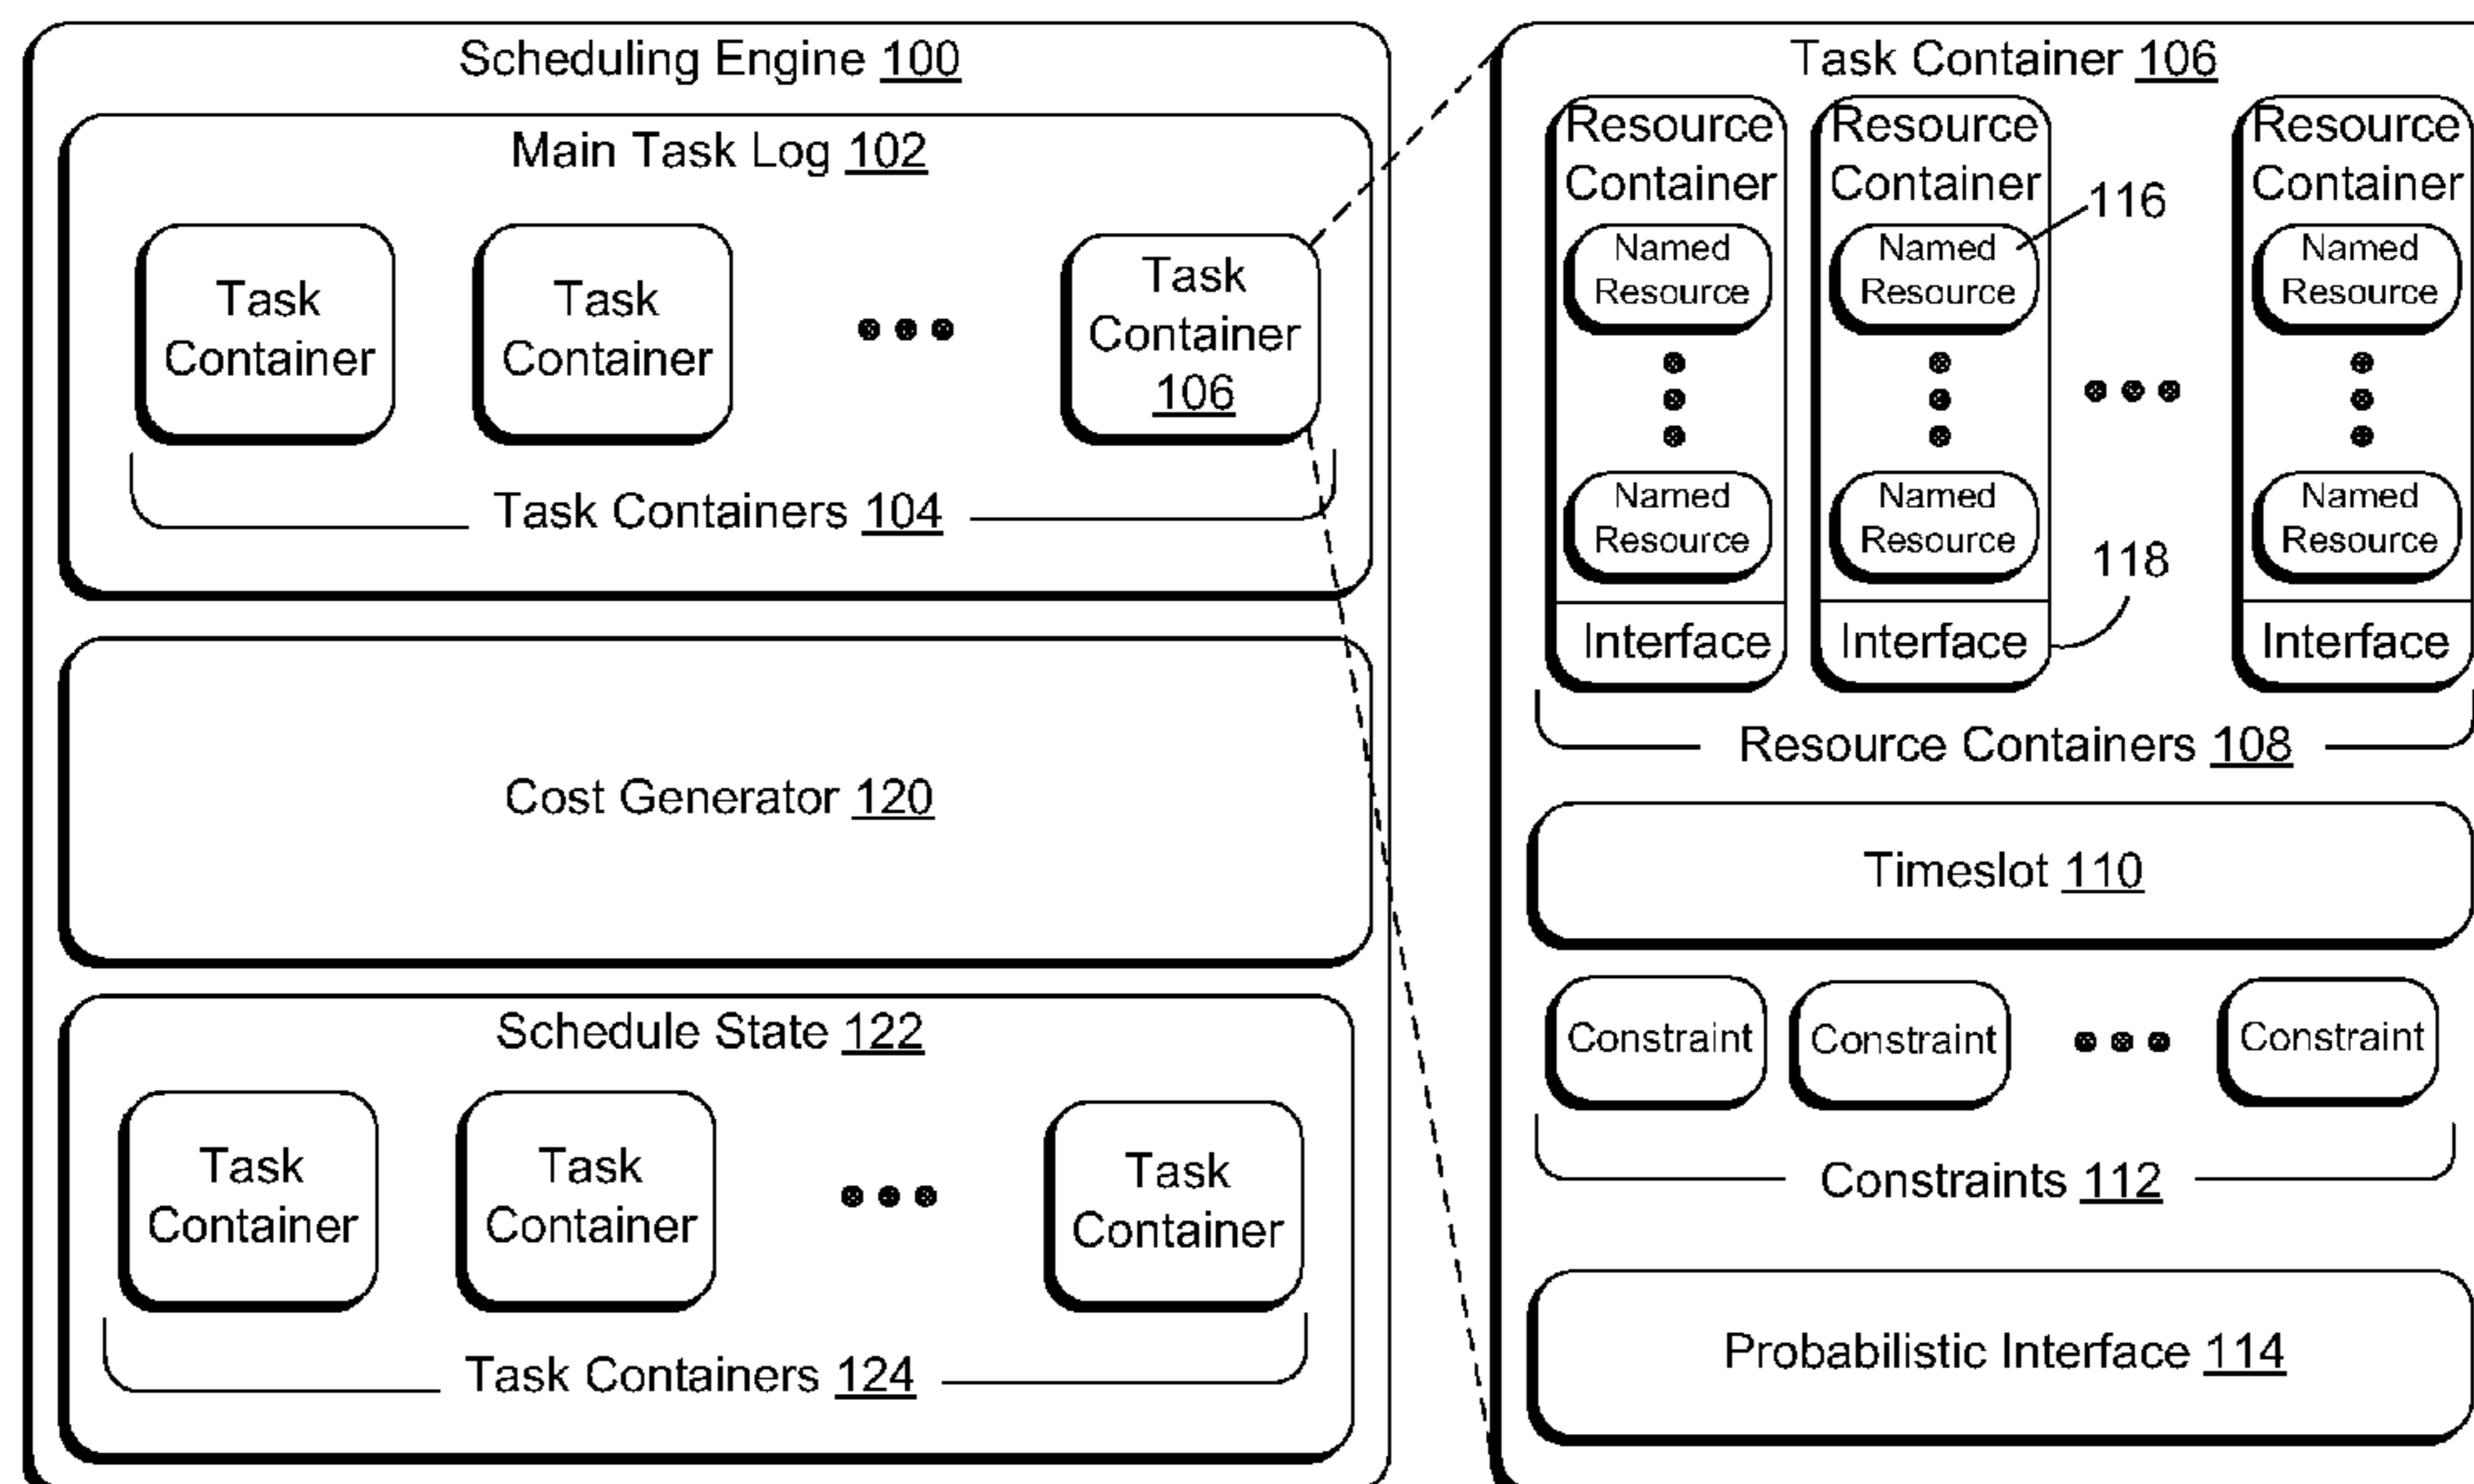 Scheduling Engine 100
Main Task Log 102
Task
Container
Task
Container
Task
Container
106
Task Containers 104
Cost Generator 120
Schedule State 122
Task
Container
Task
Container
Task
Container
Task Containers 124
Task Container 106
Resource
Container
Named
Resource
Named
Resource
Interface
Resource
Container
Named
Resource
Named
Resource
Interface
116
118
Resource
Container
Named
Resource
Named
Resource
Interface
Resource Containers 108
Timeslot 110
Constraint
Constraint
Constraint
Constraints 112
Probabilistic Interface 114